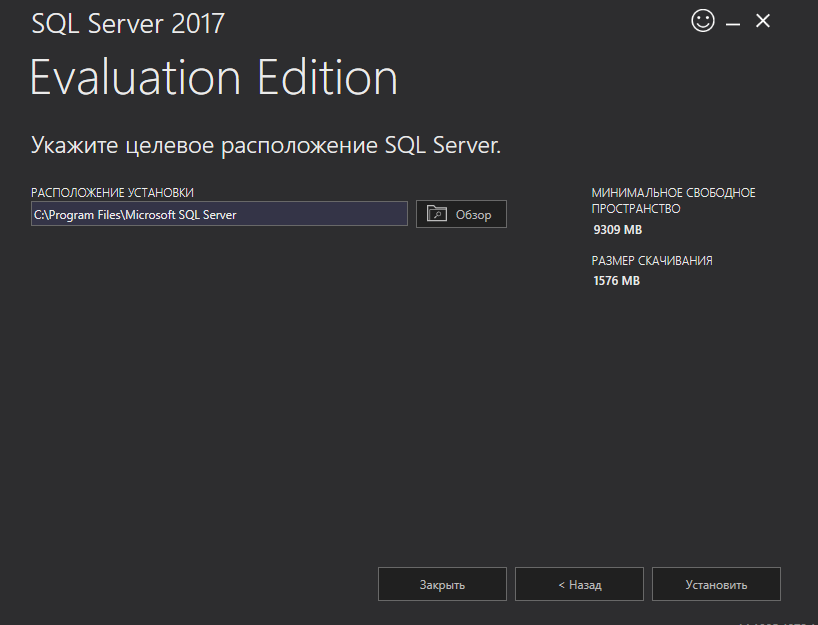 SQL Server 2017
Evaluation Edition
Укажите целевое расположение SQL Server.
РАСПОЛОЖЕНИЕ УСТАНОВКИ
C:\Program Files\Microsoft SQL Server
Обзор
МИНИМАЛЬНОЕ СВОБОДНОЕ
ПРОСТРАНСТВО
9309 MB
РАЗМЕР СКАЧИВАНИЯ
1576 MB
Закрыть
< Назад
Установить